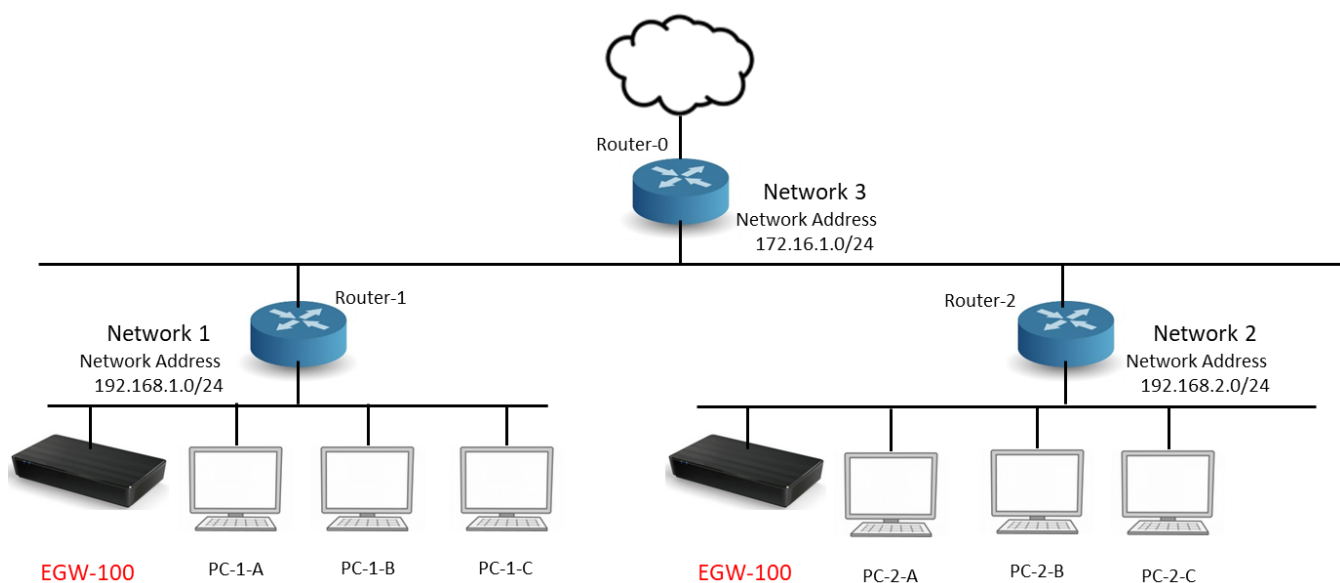 Router-0
Network 3
Network Address
172.16.1.0/24
Router-1
Network 1
Network Address
192.168.1.0/24
Router-2
Network 2
Network Address
192.168.2.0/24
EGW-100
PC-1-A
PC-1-B
PC-1-C
EGW-100
PC-2-A
PC-2-B
PC-2-C